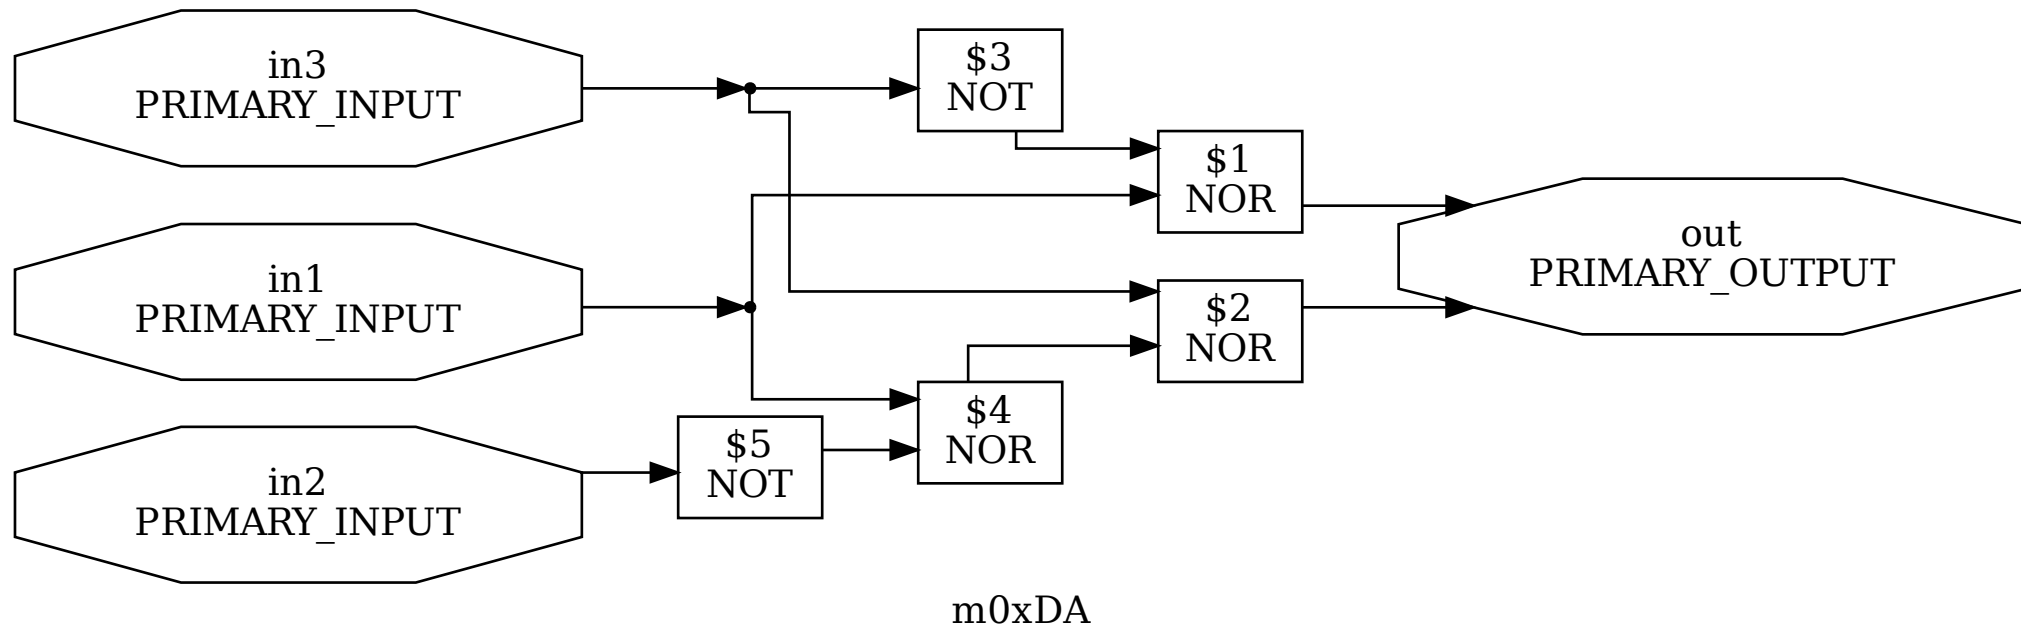 in3
PRIMARY_INPUT
$3
NOT
$1
NOR
out
PRIMARY_OUTPUT
in1
PRIMARY_INPUT
$2
NOR
$4
NOR
$5
NOT
in2
PRIMARY_INPUT
m0xDA